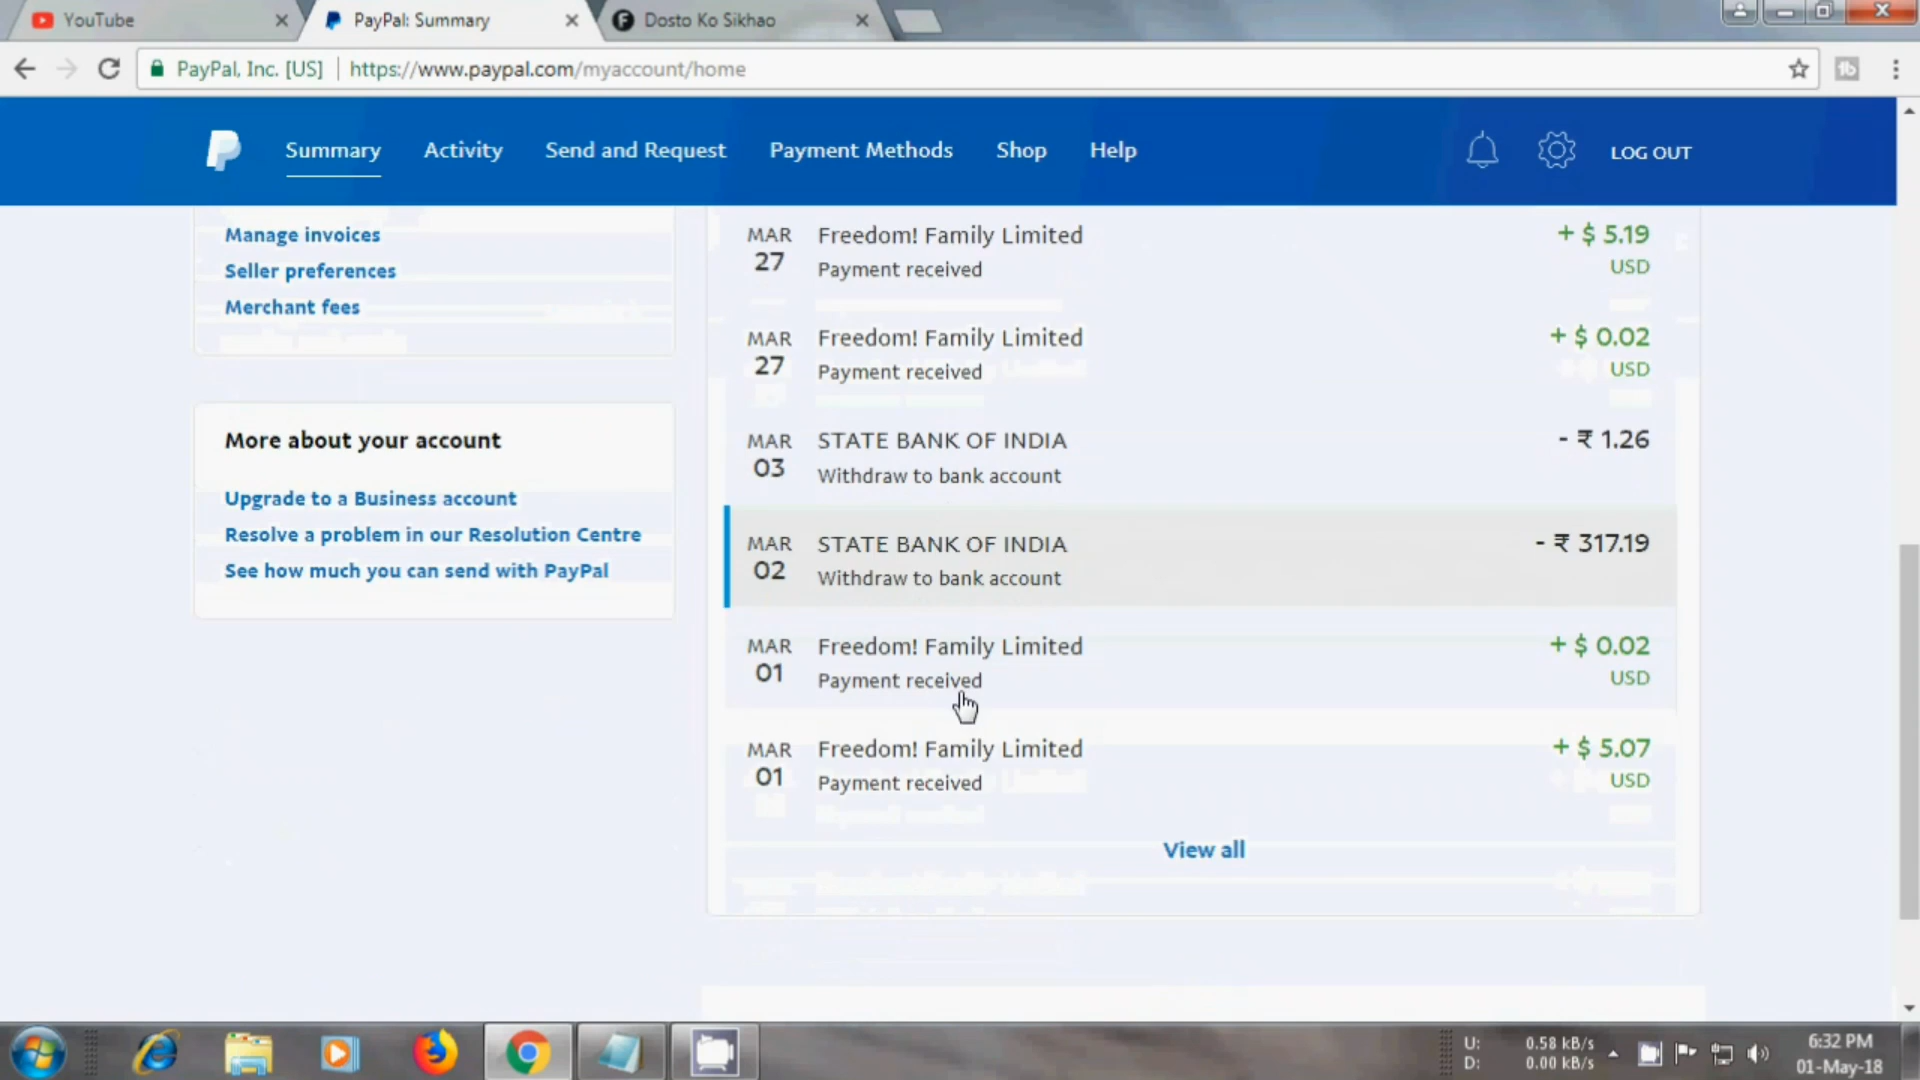 YouTube
PayPal: Summary
Dosto Ko Sikhao
PayPal, Inc. [US] https://www.paypal.com/myaccount/home
Summary Activity Send and Request Payment Methods Shop Help LOG OUT
Manage invoices
Seller preferences
Merchant fees
More about your account
Upgrade to a Business account
Resolve a problem in our Resolution Centre
See how much you can send with PayPal
MAR 27
Freedom! Family Limited
Payment received
+ $ 5.19
USD
MAR 27
Freedom! Family Limited
Payment received
+ $ 0.02
USD
MAR 03
STATE BANK OF INDIA
Withdraw to bank account
- ₹ 1.26
MAR 02
STATE BANK OF INDIA
Withdraw to bank account
- ₹ 317.19
MAR 01
Freedom! Family Limited
Payment received
+ $ 0.02
USD
MAR 01
Freedom! Family Limited
Payment received
+ $ 5.07
USD
View all
U: 0.58 kB/s
D: 0.00 kB/s
6:32 PM
01-May-18